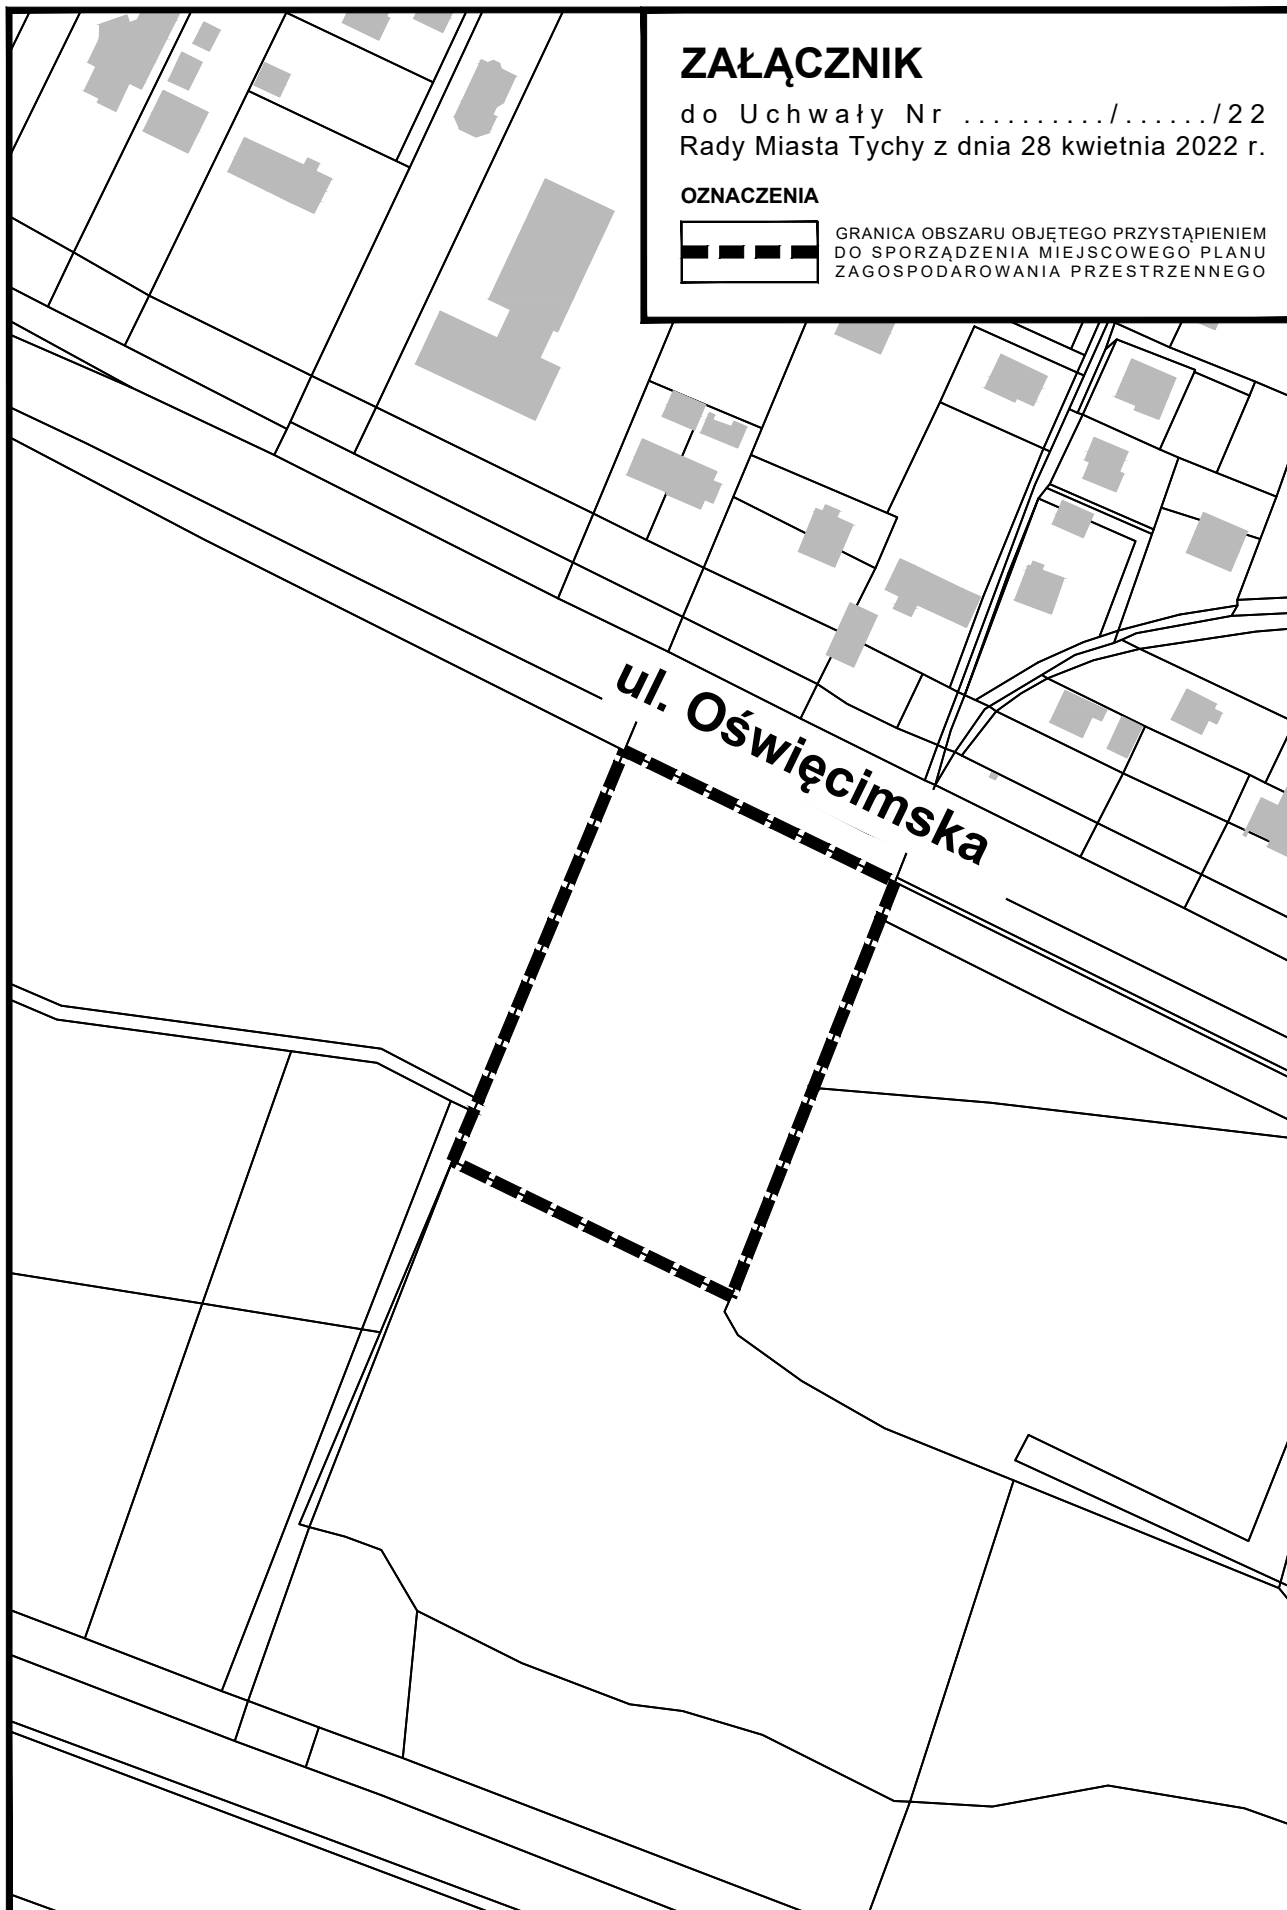 ZAŁĄCZNIK
do Uchwały Nr ........../....../22
Rady Miasta Tychy z dnia 28 kwietnia 2022 r.
OZNACZENIA
GRANICA OBSZARU OBJĘTEGO PRZYSTĄPIENIEM
DO SPORZĄDZENIA MIEJSCOWEGO PLANU
ZAGOSPODAROWANIA PRZESTRZENNEGO
ul. Oświęcimska